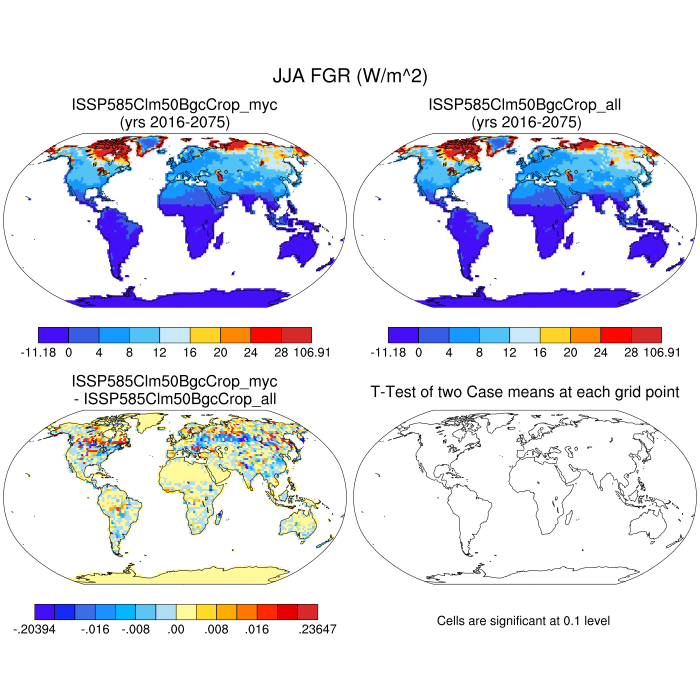 JJA FGR (W/m^2)
ISSP585Clm50BgcCrop_myc
(yrs 2016-2075)
ISSP585Clm50BgcCrop_all
(yrs 2016-2075)
-11.18 0 4 8 12 16 20 24 28 106.91
-11.18 0 4 8 12 16 20 24 28 106.91
ISSP585Clm50BgcCrop_myc
- ISSP585Clm50BgcCrop_all
T-Test of two Case means at each grid point
-.20394 -.016 -.008 .00 .008 .016 .23647
Cells are significant at 0.1 level